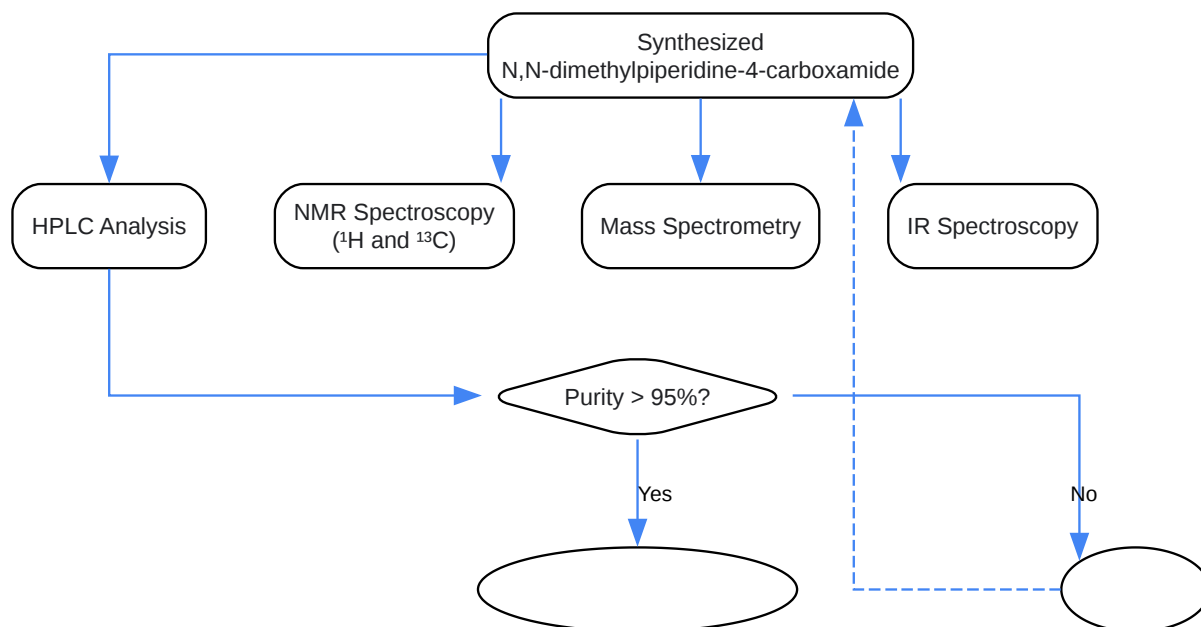 Synthesized
N,N-dimethylpiperidine-4-carboxamide
HPLC Analysis
NMR Spectroscopy
(¹H and ¹³C)
Mass Spectrometry
IR Spectroscopy
Purity > 95%?
Yes
No